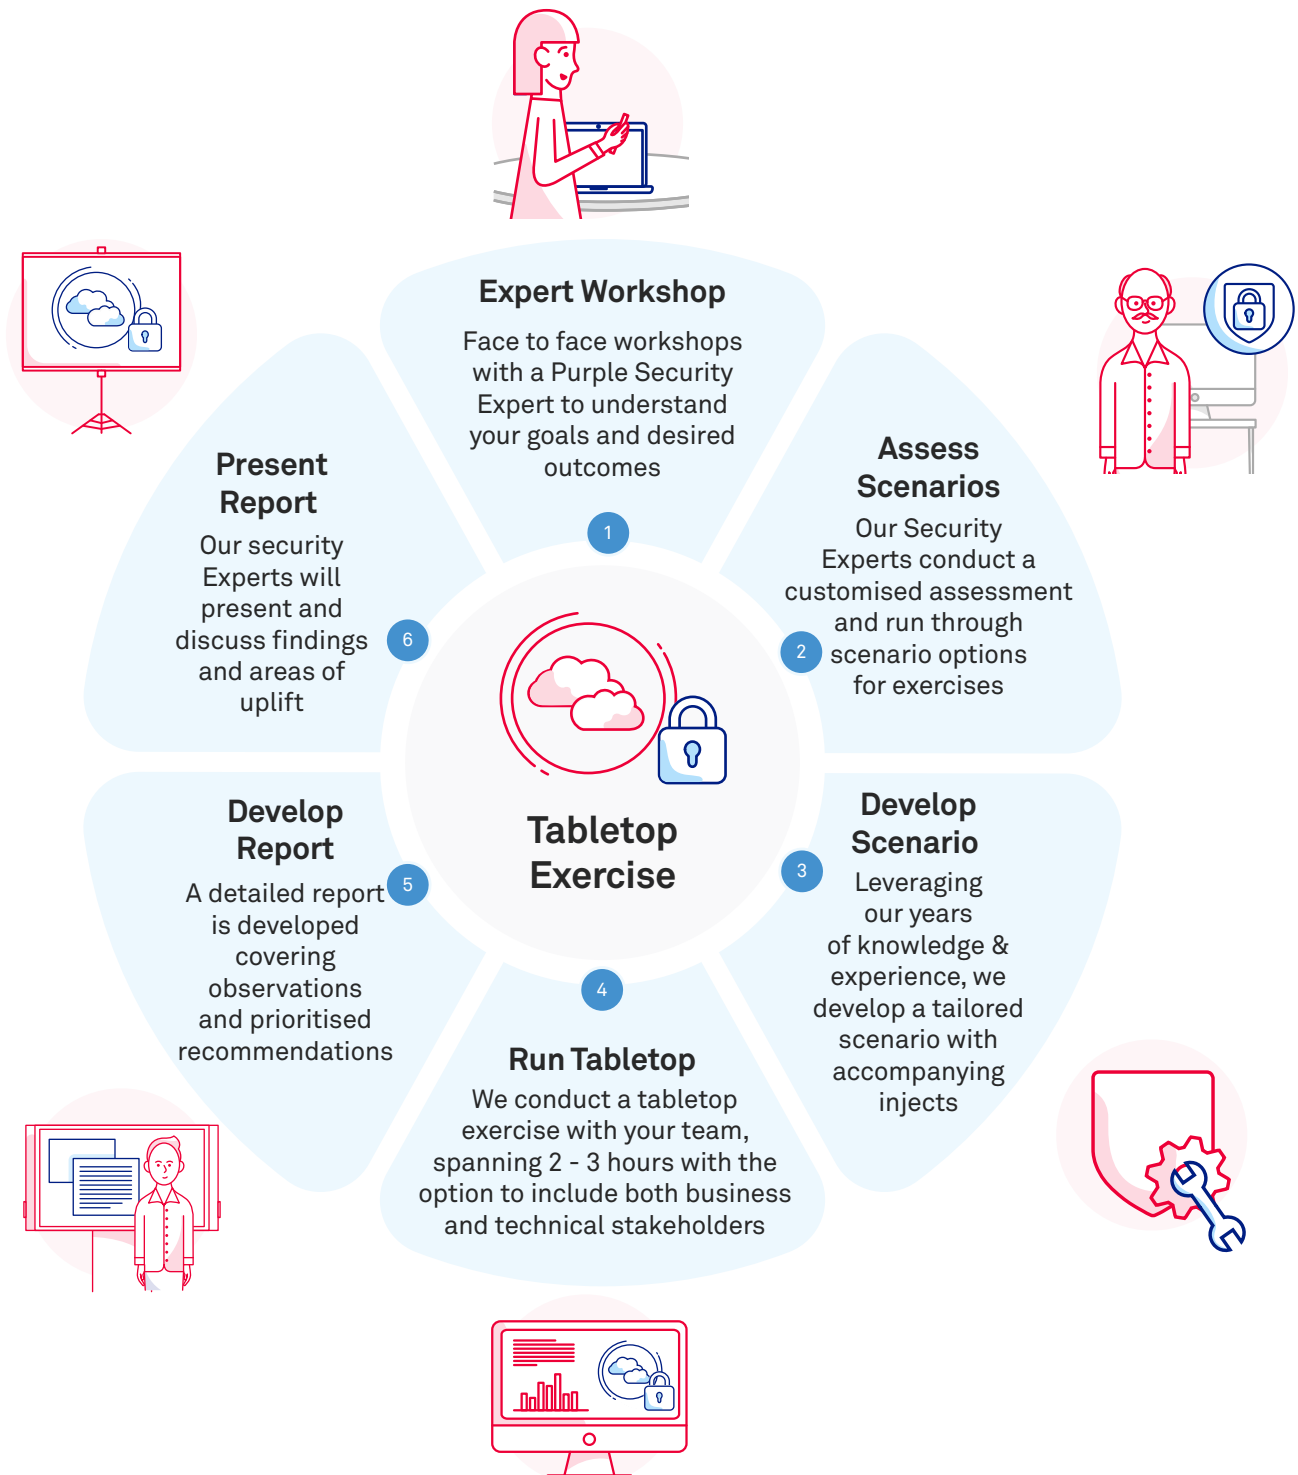 Expert Workshop
Face to face workshops
with a Purple Security
Expert to understand
your goals and desired
outcomes
1
Assess
Scenarios
Our Security
Experts conduct a
customised assessment
and run through
scenario options
for exercises
2
Develop
Scenario
Leveraging
our years
of knowledge &
experience, we
develop a tailored
scenario with
accompanying
injects
3
Run Tabletop
We conduct a tabletop
exercise with your team,
spanning 2 - 3 hours with the
option to include both business
and technical stakeholders
4
Develop
Report
A detailed report
is developed
covering
observations
and prioritised
recommendations
5
Present
Report
Our security
Experts will
present and
discuss findings
and areas of
uplift
6
Tabletop
Exercise